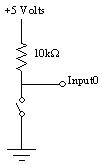 +5 Volts
10kΩ
Input0